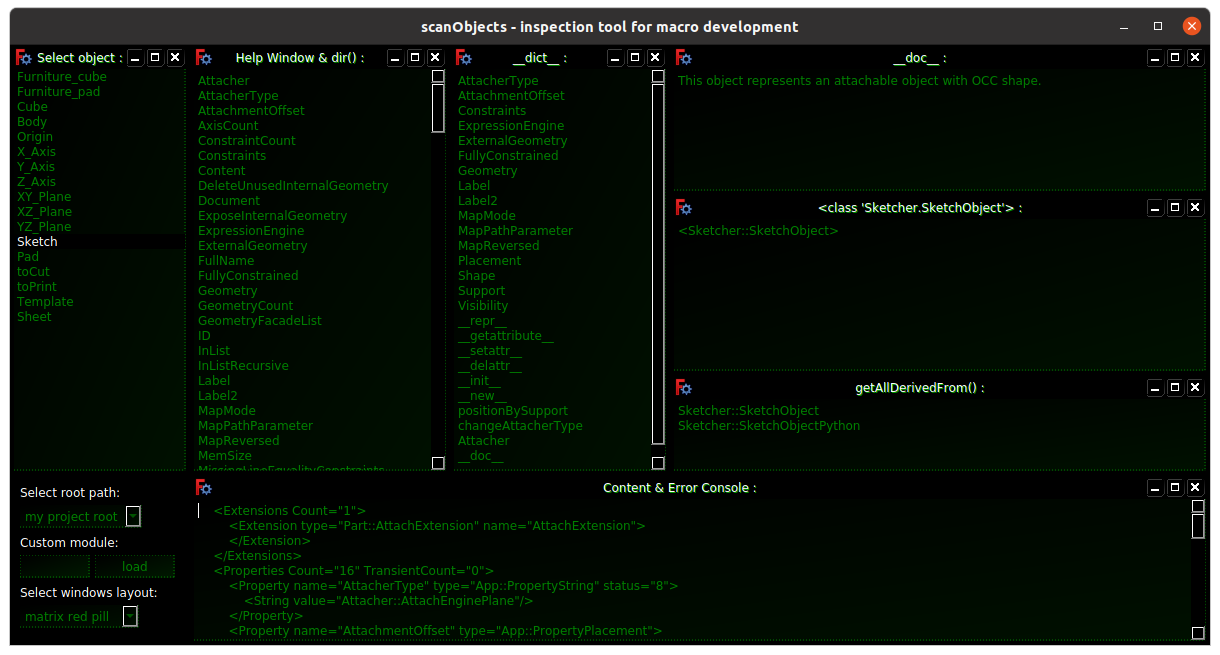 scanObjects - inspection tool for macro development
Select object :
Furniture_cube
Furniture_pad
Cube
Body
Origin
X_Axis
Y_Axis
Z_Axis
XY_Plane
XZ_Plane
YZ_Plane
Sketch
Pad
toCut
toPrint
Template
Sheet
Help Window & dir() :
Attacher
AttacherType
AttachmentOffset
AxisCount
ConstraintCount
Constraints
Content
DeleteUnusedInternalGeometry
Document
ExposeInternalGeometry
ExpressionEngine
ExternalGeometry
FullName
FullyConstrained
Geometry
GeometryCount
GeometryFacadeList
ID
InList
InListRecursive
Label
Label2
MapMode
MapPathParameter
MapReversed
MemSize
MissingLineEqualityConstraints
__dict__ :
AttacherType
AttachmentOffset
Constraints
ExpressionEngine
ExternalGeometry
FullyConstrained
Geometry
Label
Label2
MapMode
MapPathParameter
MapReversed
Placement
Shape
Support
Visibility
__repr__
__getattribute__
__setattr__
__delattr__
__init__
__new__
positionBySupport
changeAttacherType
Attacher
__doc__
__doc__ :
This object represents an attachable object with OCC shape.
<class 'Sketcher.SketchObject'> :
<Sketcher::SketchObject>
getAllDerivedFrom() :
Sketcher::SketchObject
Sketcher::SketchObjectPython
Select root path:
my project root
Custom module:
load
Select windows layout:
matrix red pill
Content & Error Console :
<Extensions Count="1">
<Extension type="Part::AttachExtension" name="AttachExtension">
</Extension>
</Extensions>
<Properties Count="16" TransientCount="0">
<Property name="AttacherType" type="App::PropertyString" status="8">
<String value="Attacher::AttachEnginePlane"/>
</Property>
<Property name="AttachmentOffset" type="App::PropertyPlacement">